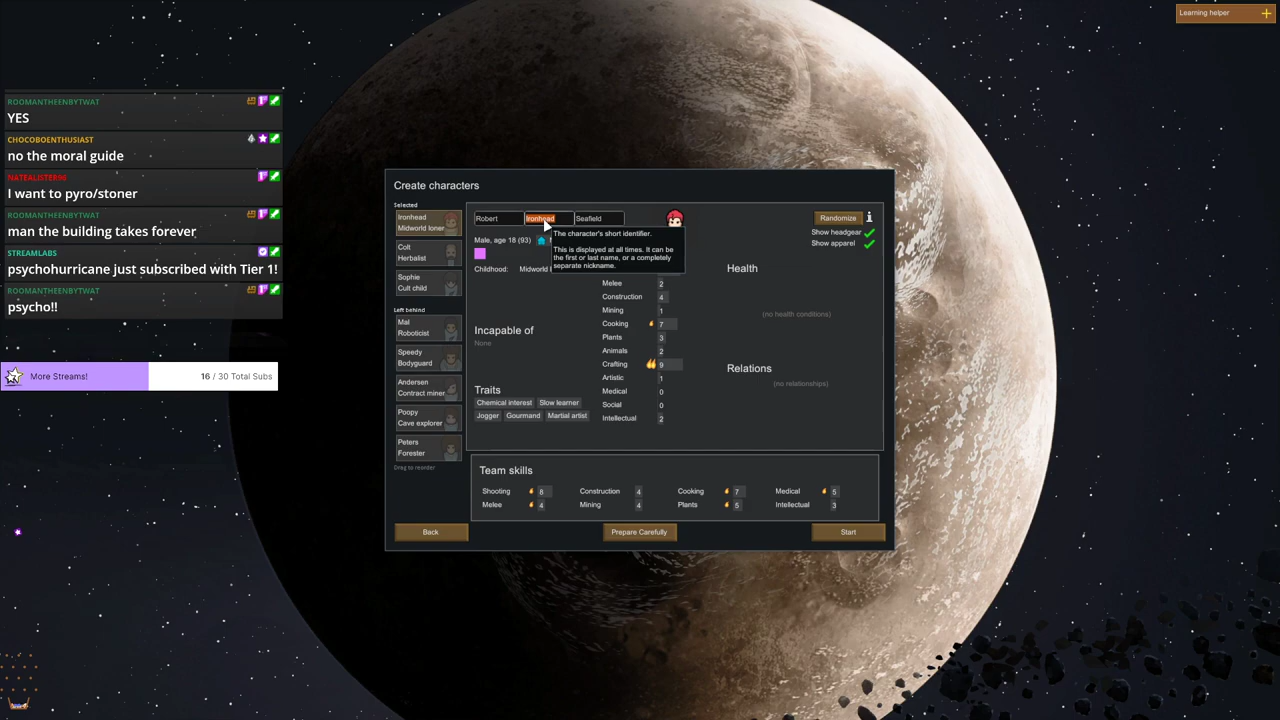 Learning helper
ROOMANTHEENBYTWAT
YES
CHOCOBOENTHUSIAST
no the moral guide
NATEALISTER96
I want to pyro/stoner
ROOMANTHEENBYTWAT
man the building takes forever
STREAMLABS
psychohurricane just subscribed with Tier 1!
ROOMANTHEENBYTWAT
psycho!!
More Streams!
16 / 30 Total Subs
Create characters
Selected
Ironhead
Midworld loner
Colt
Herbalist
Sophie
Cult child
Left behind
Mal
Roboticist
Speedy
Bodyguard
Andersen
Contract miner
Poopy
Cave explorer
Peters
Forester
Drag to reorder
Robert
Ironhead
Seafield
Male, age 18 (93)
Childhood:
Incapable of
None
Traits
Chemical interest
Slow learner
Jogger
Gourmand
Martial artist
The character's short identifier.
This is displayed at all times. It can be
the first or last name, or a completely
separate nickname.
Melee 2
Construction 4
Mining 1
Cooking 7
Plants 3
Animals 2
Crafting 9
Artistic 1
Medical 0
Social 0
Intellectual 2
Randomize
Show headgear
Show apparel
Health
(no health conditions)
Relations
(no relationships)
Team skills
Shooting 8
Construction 4
Cooking 7
Medical 5
Melee 4
Mining 4
Plants 5
Intellectual 3
Back
Prepare Carefully
Start